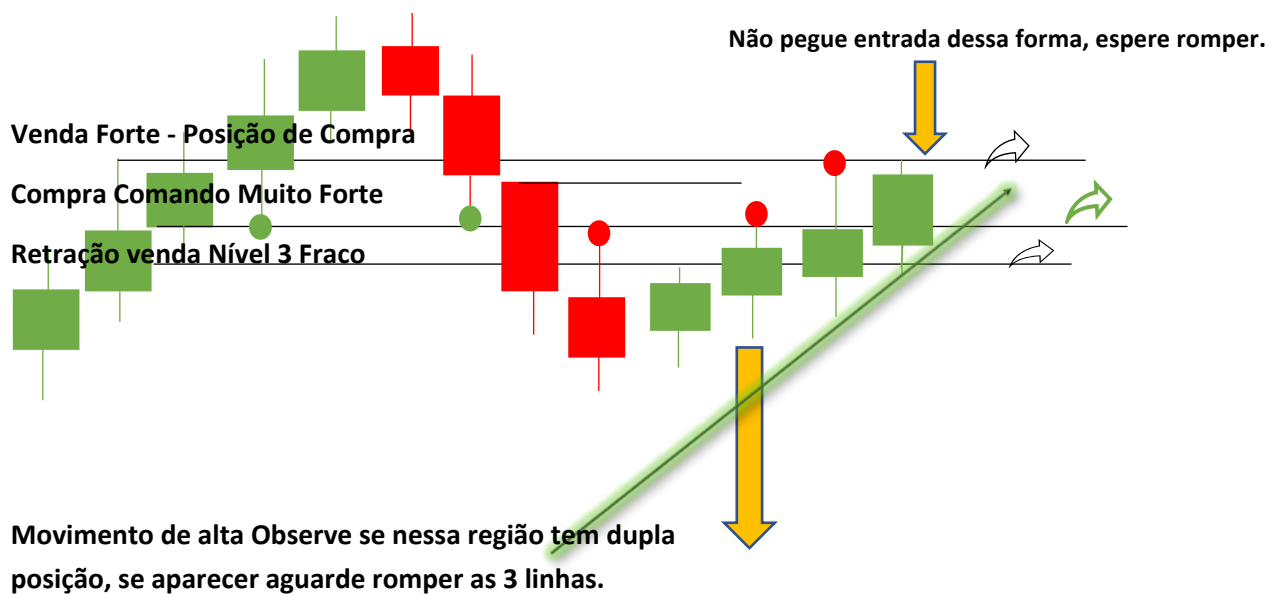 Não pegue entrada dessa forma, espere romper.
Venda Forte - Posição de Compra
Compra Comando Muito Forte
Retração venda Nível 3 Fraco
Movimento de alta Observe se nessa região tem dupla
posição, se aparecer aguarde romper as 3 linhas.